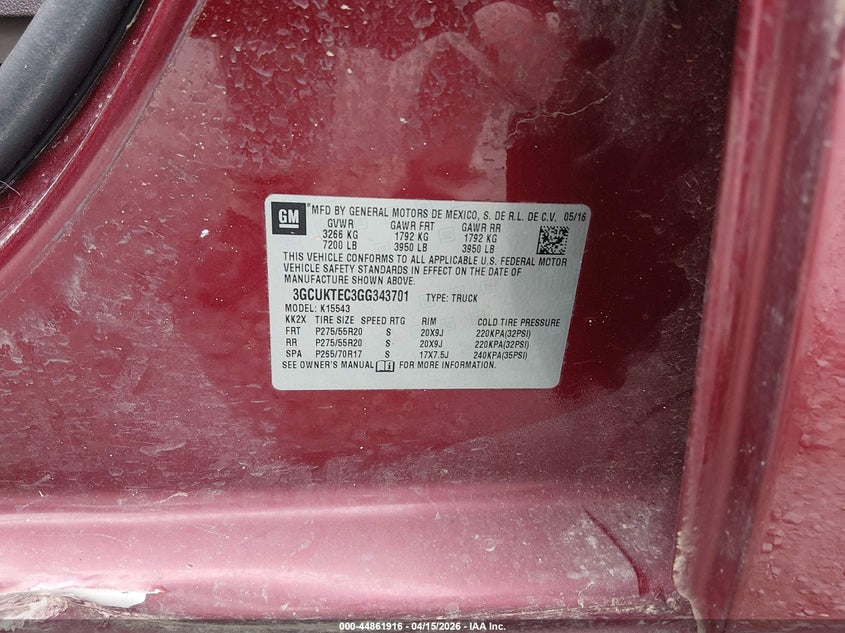 GM ® MFD BY GENERAL MOTORS DE MEXICO, S. DE R.L. DE C.V. 05/16
GVWR GAWR FRT GAWR RR
3266 KG 1792 KG 1792 KG
7200 LB 3950 LB 3950 LB
THIS VEHICLE CONFORMS TO ALL APPLICABLE U.S. FEDERAL MOTOR
VEHICLE SAFETY STANDARDS IN EFFECT ON THE DATE OF
MANUFACTURE SHOWN ABOVE.
3GCUKTEC3GG343701 TYPE: TRUCK
MODEL: K15543
KK2X TIRE SIZE SPEED RTG RIM COLD TIRE PRESSURE
FRT P275/55R20 S 20X9J 220KPA(32PSI)
RR P275/55R20 S 20X9J 220KPA(32PSI)
SPA P255/70R17 S 17X7.5J 240KPA(35PSI)
SEE OWNER'S MANUAL FOR MORE INFORMATION.
000-44861916 - 04/15/2026 - IAA Inc.